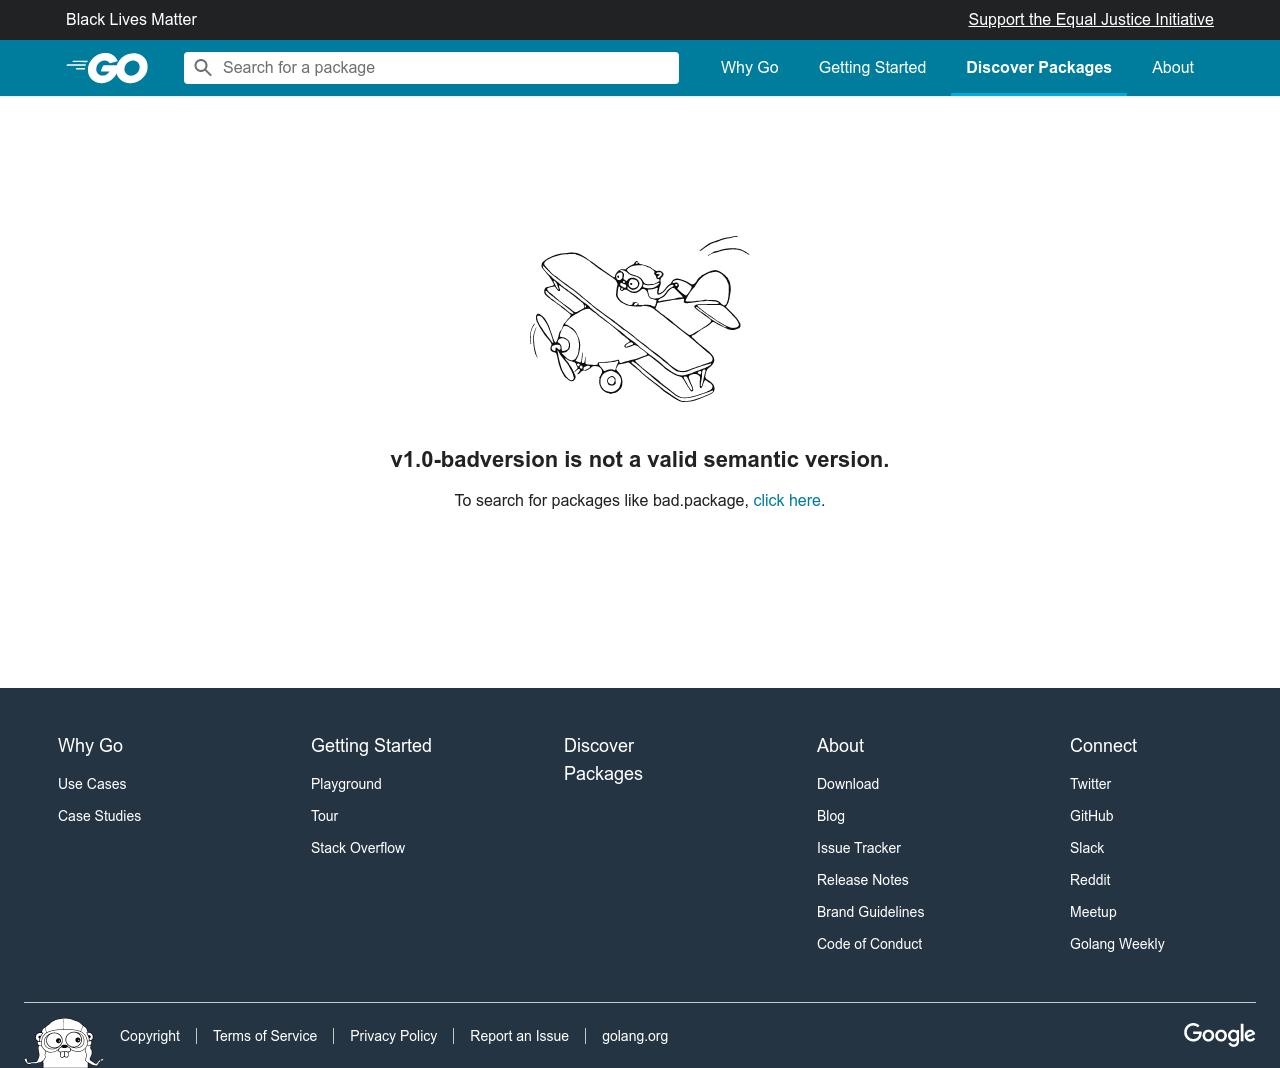 Black Lives Matter
Support the Equal Justice Initiative
GO
Search for a package
Why Go
Getting Started
Discover Packages
About
v1.0-badversion is not a valid semantic version.
To search for packages like bad.package, click here.
Why Go
Use Cases
Case Studies
Getting Started
Playground
Tour
Stack Overflow
Discover
Packages
About
Download
Blog
Issue Tracker
Release Notes
Brand Guidelines
Code of Conduct
Connect
Twitter
GitHub
Slack
Reddit
Meetup
Golang Weekly
Copyright
Terms of Service
Privacy Policy
Report an Issue
golang.org
Google